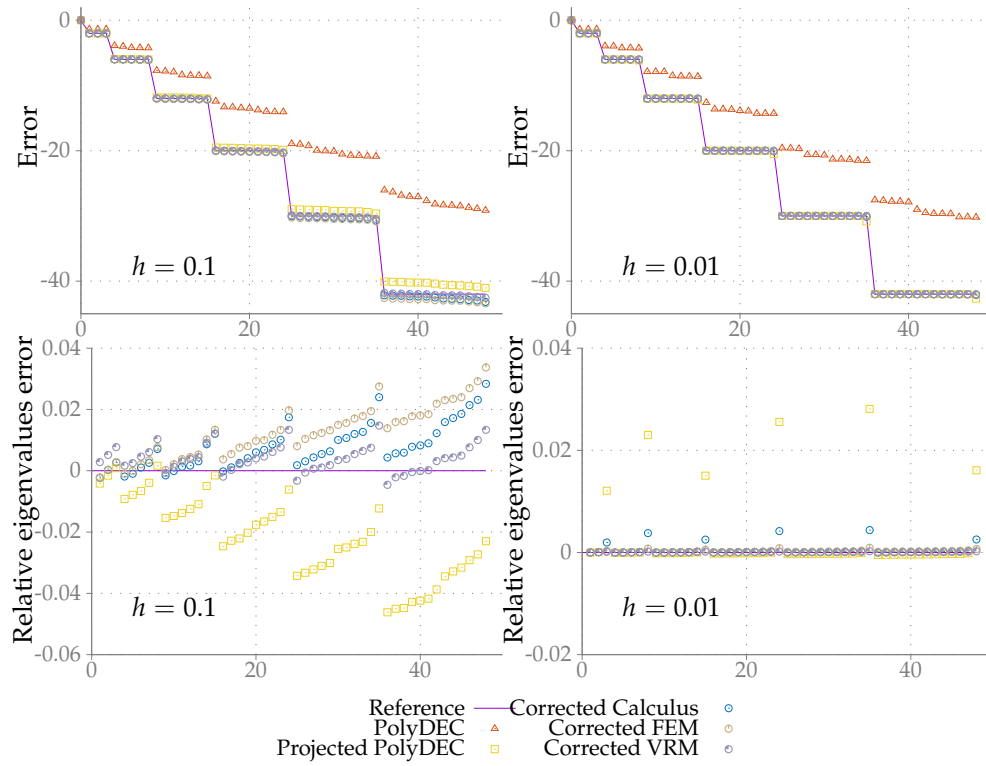 0
-20
-40
Error
h = 0.1
0
20
40
0
-20
-40
Error
h = 0.01
0
20
40
0.04
0.02
0
-0.02
-0.04
-0.06
Relative eigenvalues error
h = 0.1
0
20
40
0.04
0.02
0
-0.02
Relative eigenvalues error
h = 0.01
0
20
40
Reference
PolyDEC
Projected PolyDEC
Corrected Calculus
Corrected FEM
Corrected VRM